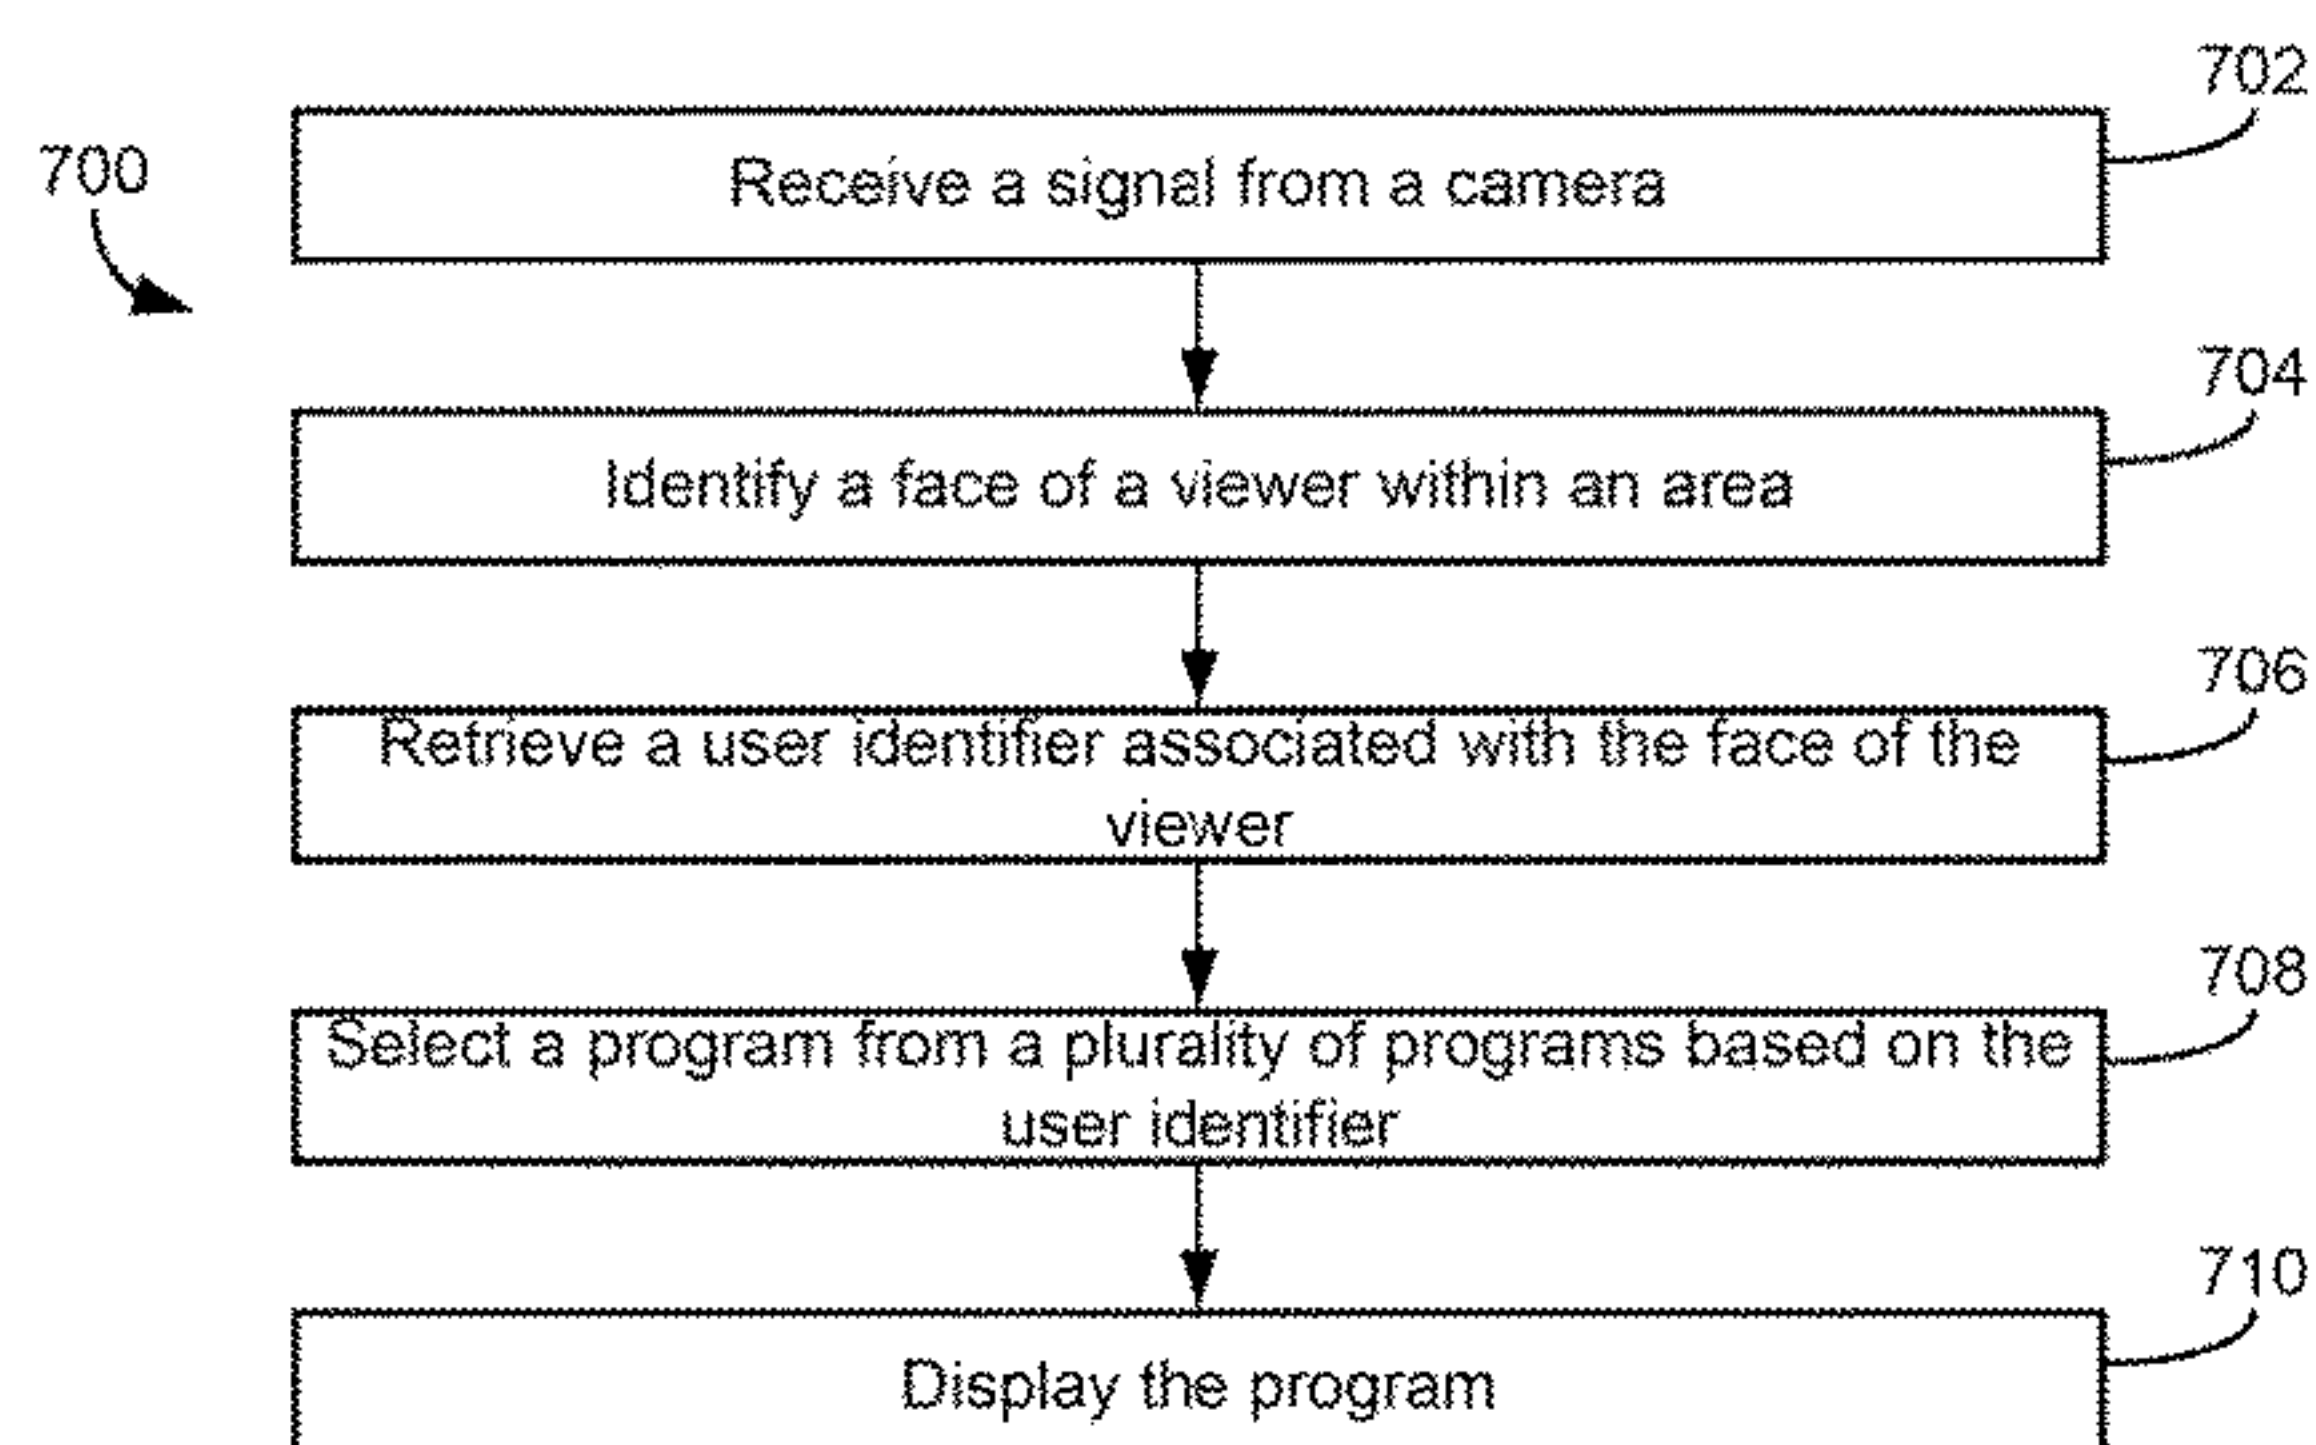 702
700
Receive a signal from a camera
704
Identify a face of a viewer within an area
706
Retrieve a user identifier associated with the face of the
viewer
708
Select a program from a plurality of programs based on the
user identifier
710
Display the program